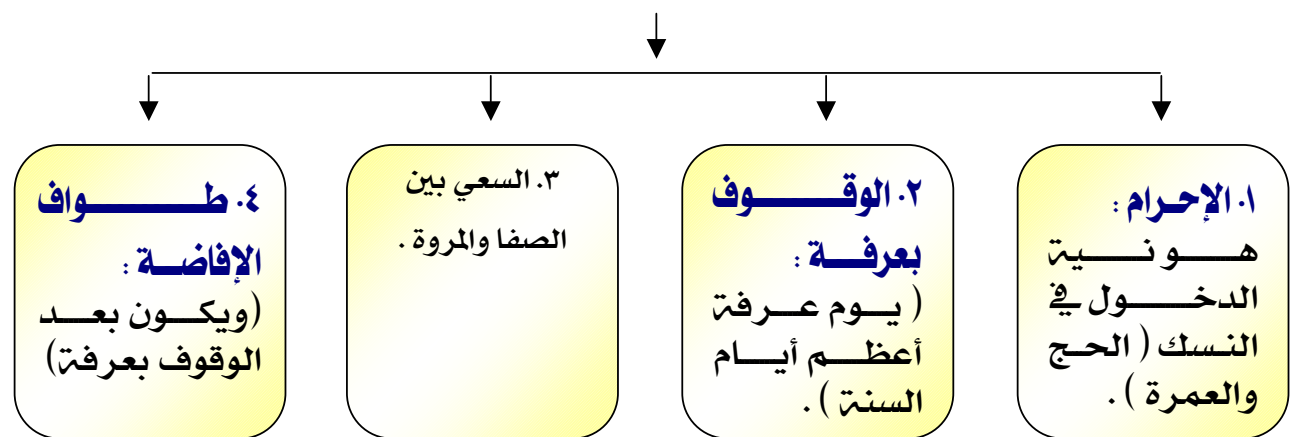 ١. الإحرام :
هو نية
الدخول في
النسك ( الحج
والعمرة ) .
٢. الوقوف
بعرفة :
( يوم عرفة
أعظم أيام
السنة ) .
٣. السعي بين
الصفا والمروة .
٤. طواف
الإفاضة :
(ويكون بعد
الوقوف بعرفة)